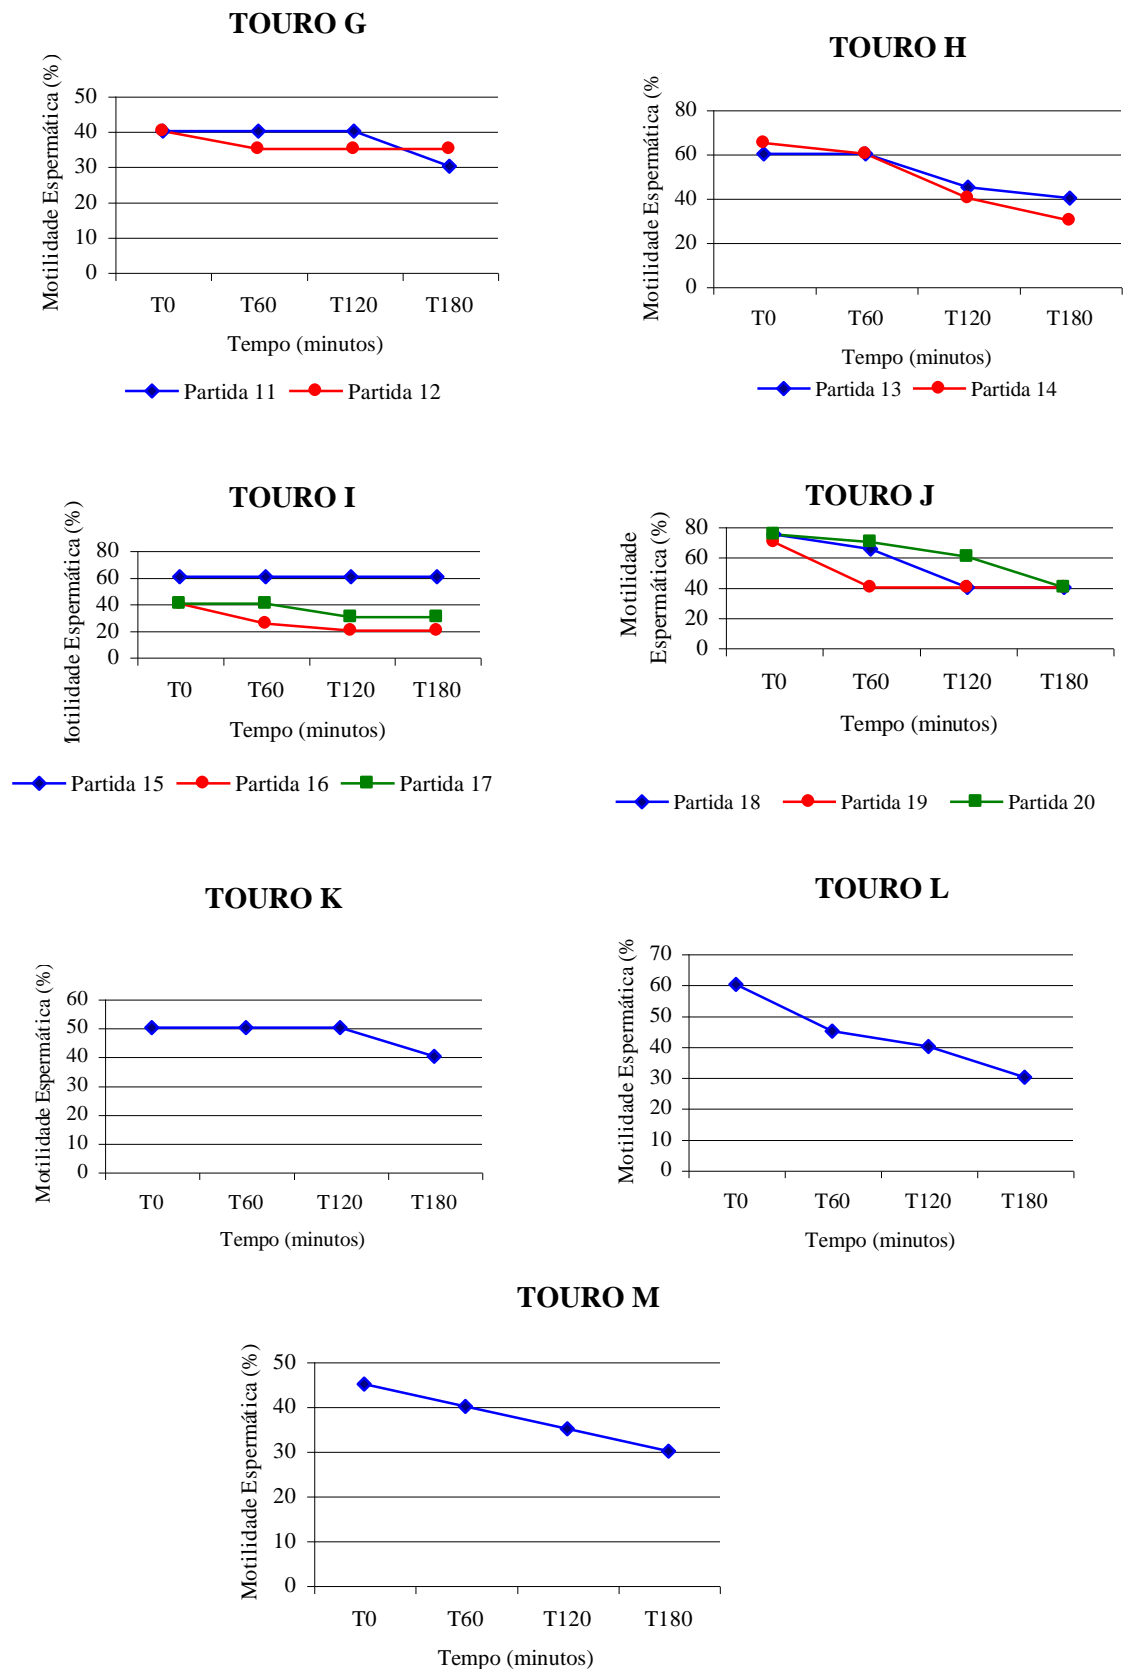 TOURO G
Motilidade Espermática (%)
50
40
30
20
10
0
T0 T60 T120 T180
Tempo (minutos)
Partida 11 Partida 12
TOURO H
Motilidade Espermática (%
80
60
40
20
0
T0 T60 T120 T180
Tempo (minutos)
Partida 13 Partida 14
TOURO I
Motilidade Espermática (%)
80
60
40
20
0
T0 T60 T120 T180
Tempo (minutos)
Partida 15 Partida 16 Partida 17
TOURO J
Motilidade
Espermática (%)
80
60
40
20
0
T0 T60 T120 T180
Tempo (minutos)
Partida 18 Partida 19 Partida 20
TOURO K
Motilidade Espermática (%)
60
50
40
30
20
10
0
T0 T60 T120 T180
Tempo (minutos)
TOURO L
Motilidade Espermática (%
70
60
50
40
30
20
10
0
T0 T60 T120 T180
Tempo (minutos)
TOURO M
Motilidade Espermática (%)
50
40
30
20
10
0
T0 T60 T120 T180
Tempo (minutos)